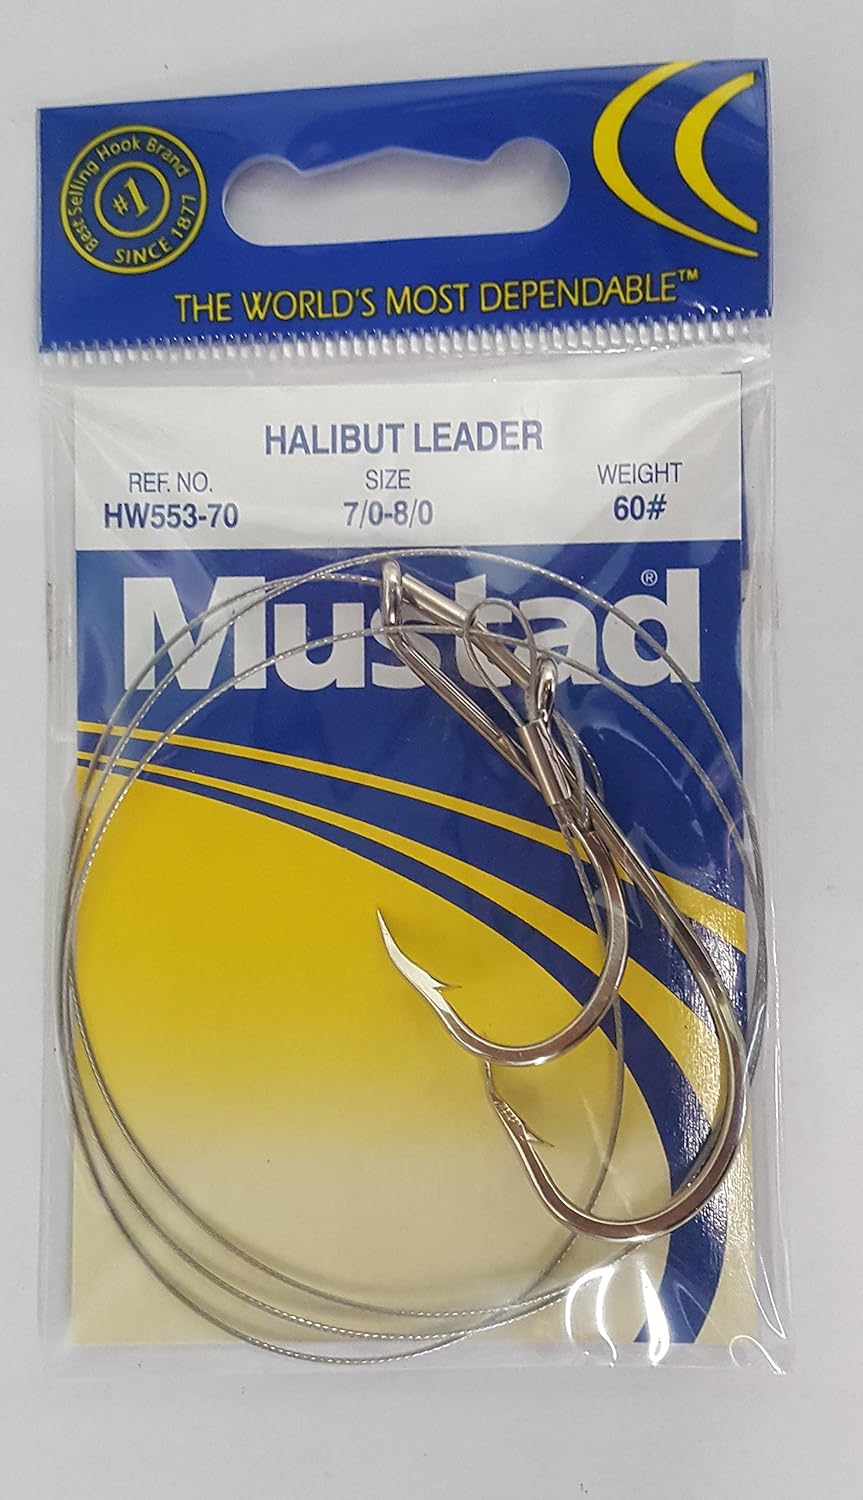 Best Selling Hook Brand
#1
SINCE 1877
THE WORLD'S MOST DEPENDABLE™
HALIBUT LEADER
REF. NO. SIZE WEIGHT
HW553-70 7/0-8/0 60#
Mustad®